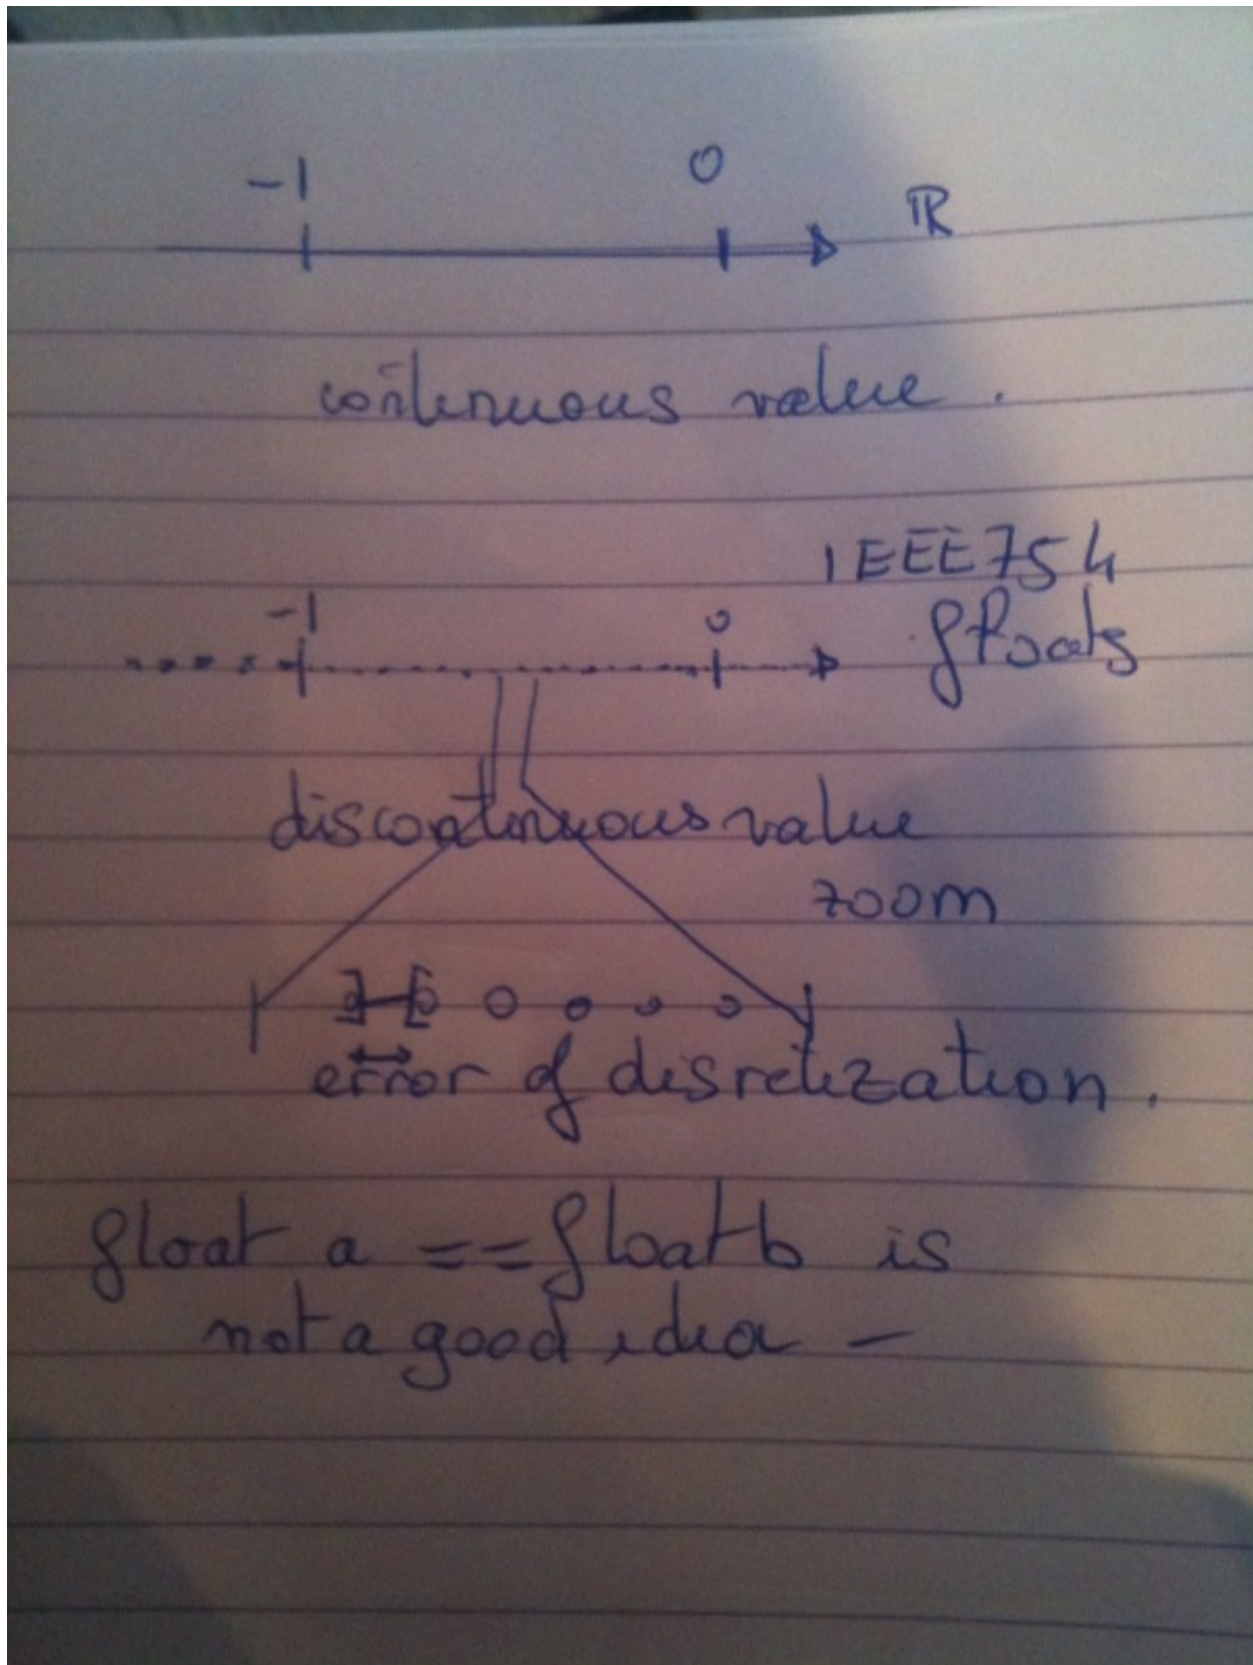 -1 0 ℝ
continuous value.
IEEE754
-1 0 floats
discontinuous value
zoom
error of disretization.
float a == float b is
not a good idea -